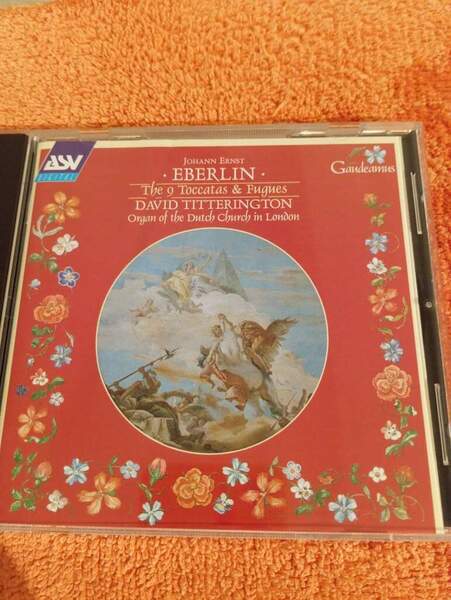 ASV
DIGITAL
JOHANN ERNST
· EBERLIN ·
The 9 Toccatas & Fugues
DAVID TITTERINGTON
Organ of the Dutch Church in London
Gaudeamus